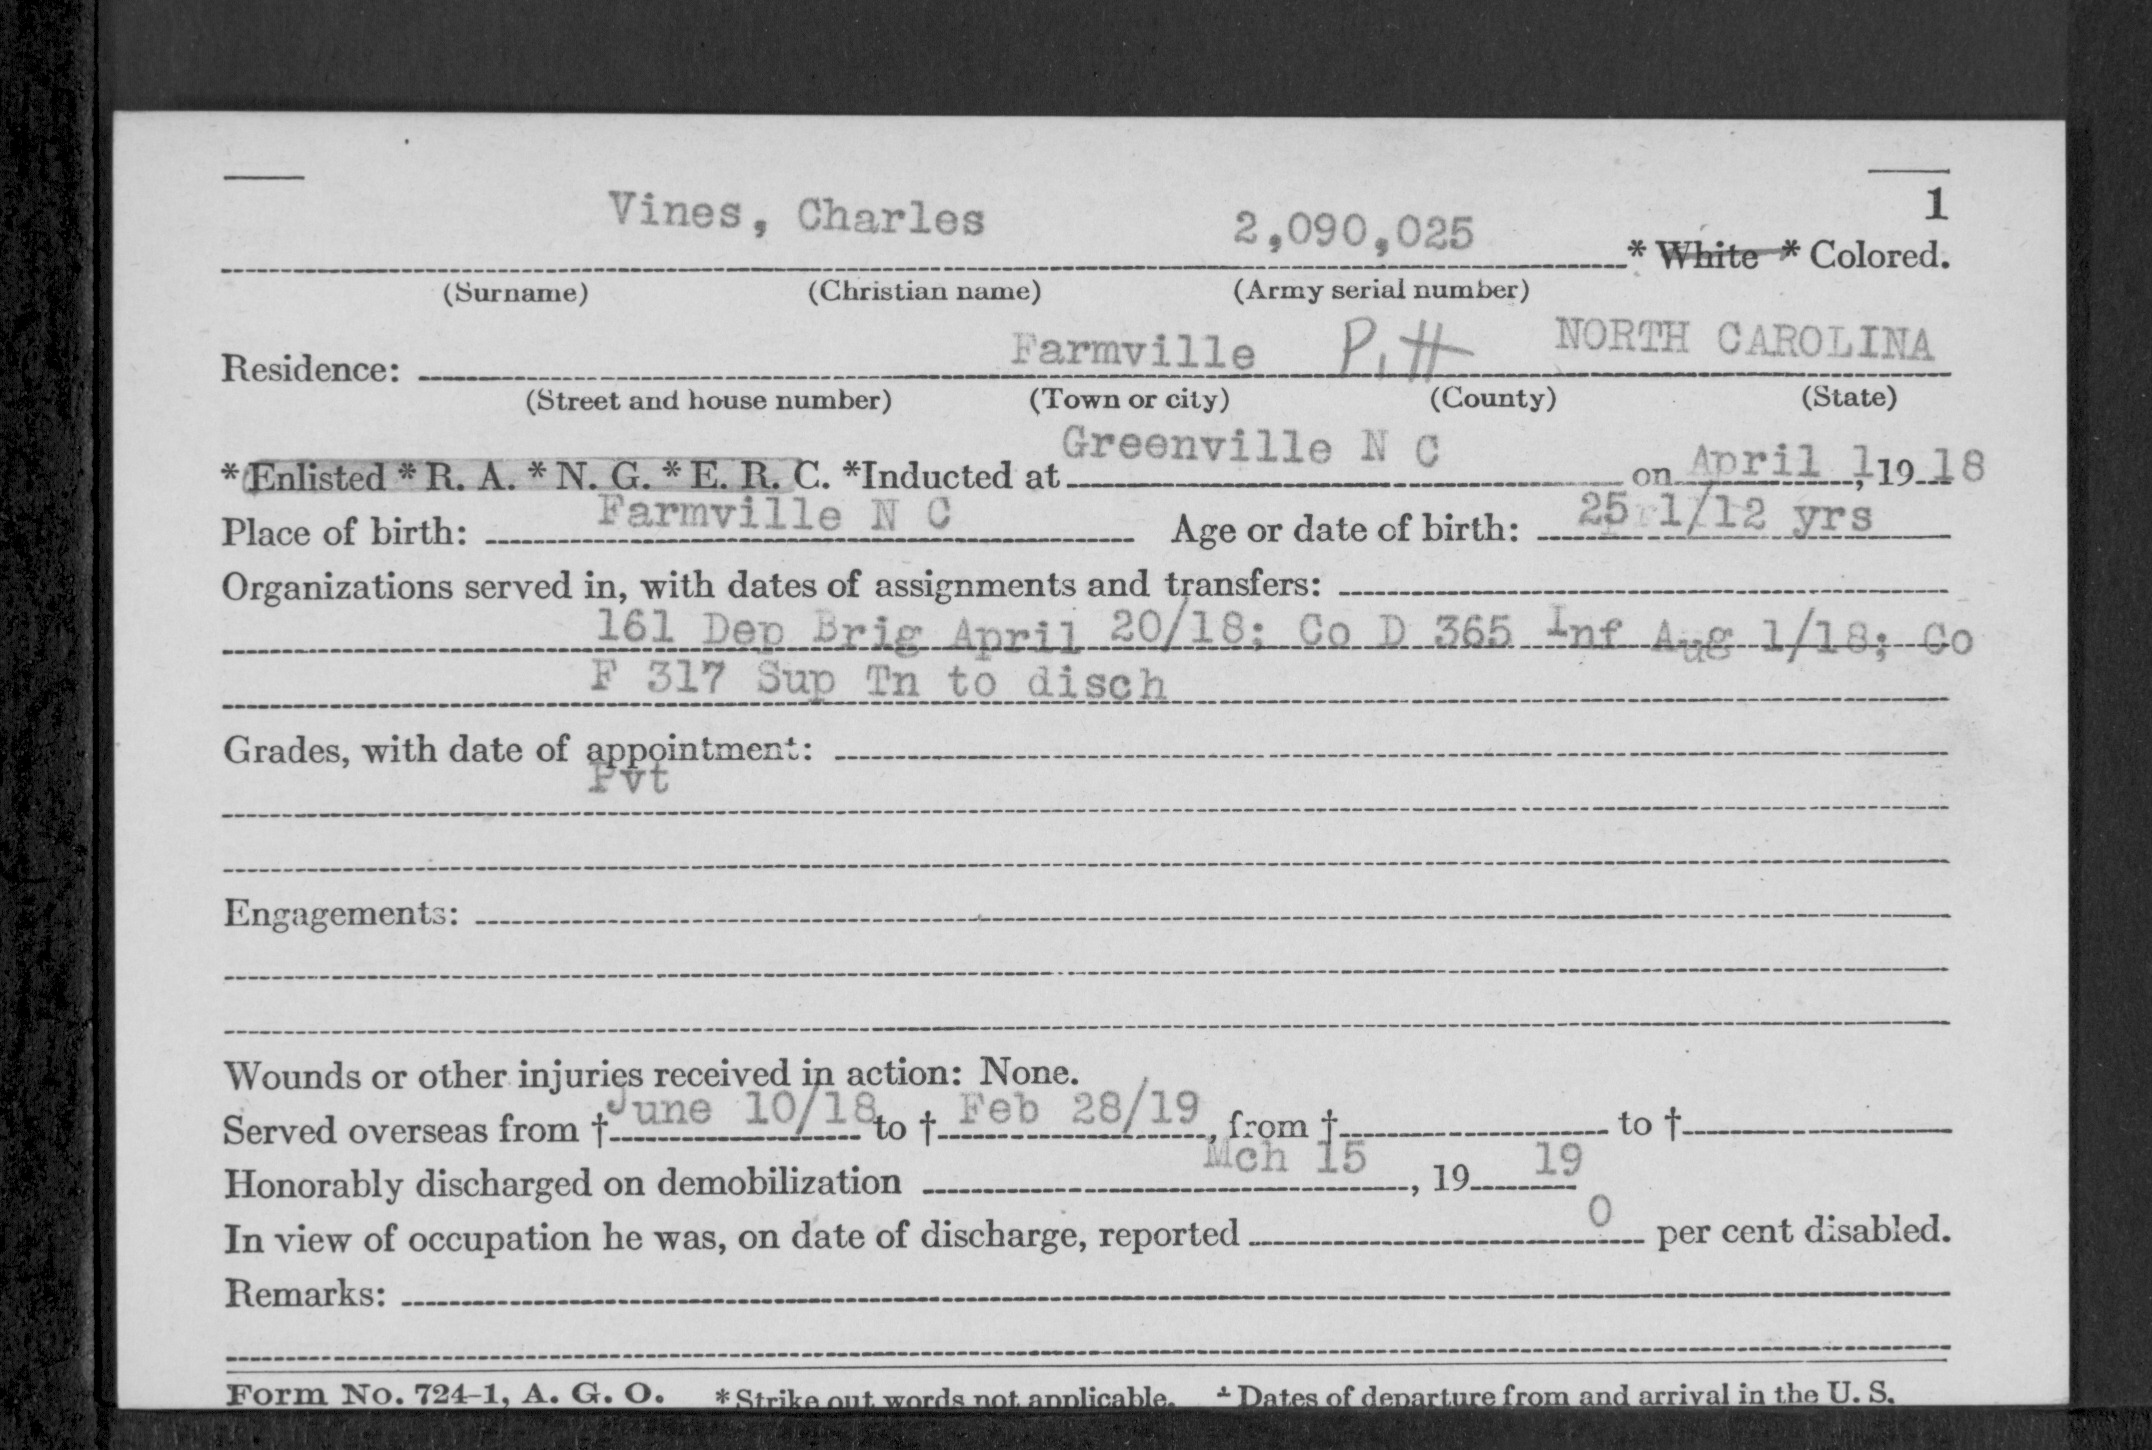 1
Vines, Charles 2,090,025 * White * Colored.
(Surname) (Christian name) (Army serial number)
Residence: Farmville Pitt NORTH CAROLINA
(Street and house number) (Town or city) (County) (State)
*Enlisted * R. A. * N. G. * E. R. C. *Inducted at Greenville N C on April 1, 1918
Place of birth: Farmville N C Age or date of birth: 25 1/12 yrs
Organizations served in, with dates of assignments and transfers:
161 Dep Brig April 20/18; Co D 365 Inf Aug 1/18; Co
F 317 Sup Tn to disch
Grades, with date of appointment:
Pvt
Engagements:
Wounds or other injuries received in action: None.
Served overseas from † June 10/18 to † Feb 28/19, from † to †
Honorably discharged on demobilization Mch 15, 19 19
In view of occupation he was, on date of discharge, reported 0 per cent disabled.
Remarks:
Form No. 724-1, A. G. O. * Strike out words not applicable. † Dates of departure from and arrival in the U. S.